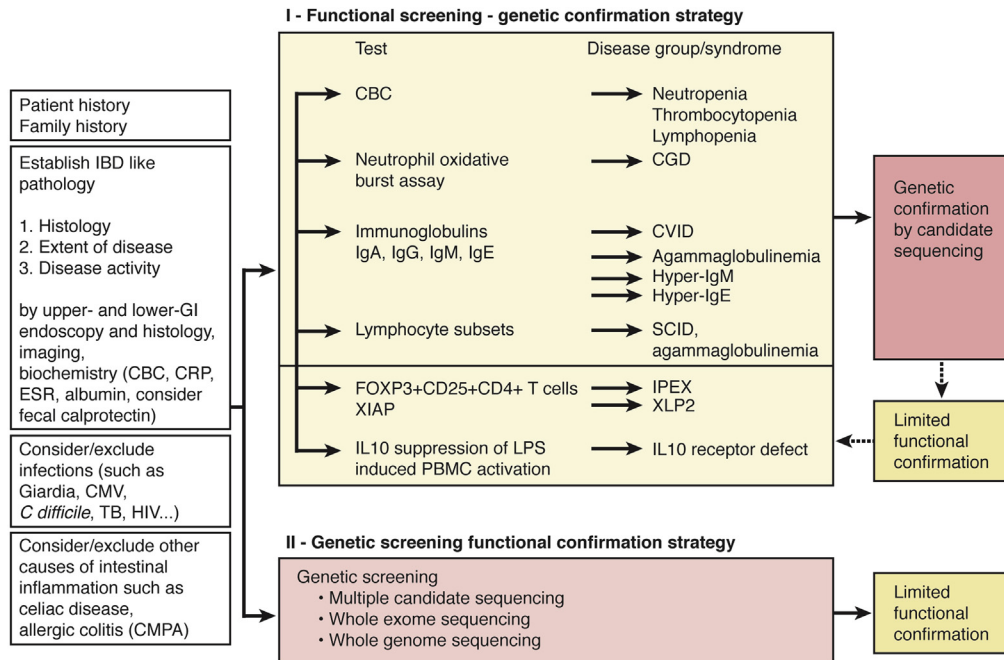 I - Functional screening - genetic confirmation strategy
Patient history
Family history
Establish IBD like
pathology
1. Histology
2. Extent of disease
3. Disease activity
by upper- and lower-GI
endoscopy and histology,
imaging,
biochemistry (CBC, CRP,
ESR, albumin, consider
fecal calprotectin)
Consider/exclude
infections (such as
Giardia, CMV,
C difficile, TB, HIV...)
Consider/exclude other
causes of intestinal
inflammation such as
celiac disease,
allergic colitis (CMPA)
Test
Disease group/syndrome
CBC
Neutropenia
Thrombocytopenia
Lymphopenia
Neutrophil oxidative
burst assay
CGD
Immunoglobulins
IgA, IgG, IgM, IgE
CVID
Agammaglobulinemia
Hyper-IgM
Hyper-IgE
Lymphocyte subsets
SCID,
agammaglobulinemia
FOXP3+CD25+CD4+ T cells
XIAP
IPEX
XLP2
IL10 suppression of LPS
induced PBMC activation
IL10 receptor defect
Genetic
confirmation
by candidate
sequencing
Limited
functional
confirmation
II - Genetic screening functional confirmation strategy
Genetic screening
• Multiple candidate sequencing
• Whole exome sequencing
• Whole genome sequencing
Limited
functional
confirmation